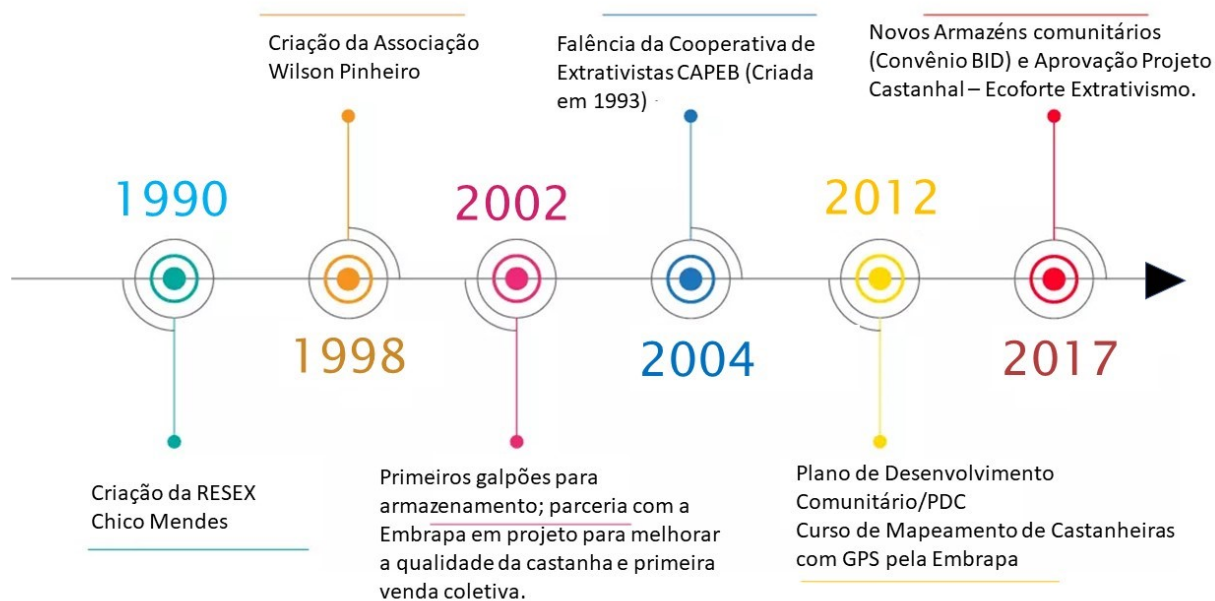 Criação da Associação
Wilson Pinheiro
Falência da Cooperativa de
Extrativistas CAPEB (Criada
em 1993)
Novos Armazéns comunitários
(Convênio BID) e Aprovação Projeto
Castanhal – Ecoforte Extrativismo.
1990
2002
2012
1998
2004
2017
Criação da RESEX
Chico Mendes
Primeiros galpões para
armazenamento; parceria com a
Embrapa em projeto para melhorar
a qualidade da castanha e primeira
venda coletiva.
Plano de Desenvolvimento
Comunitário/PDC
Curso de Mapeamento de Castanheiras
com GPS pela Embrapa